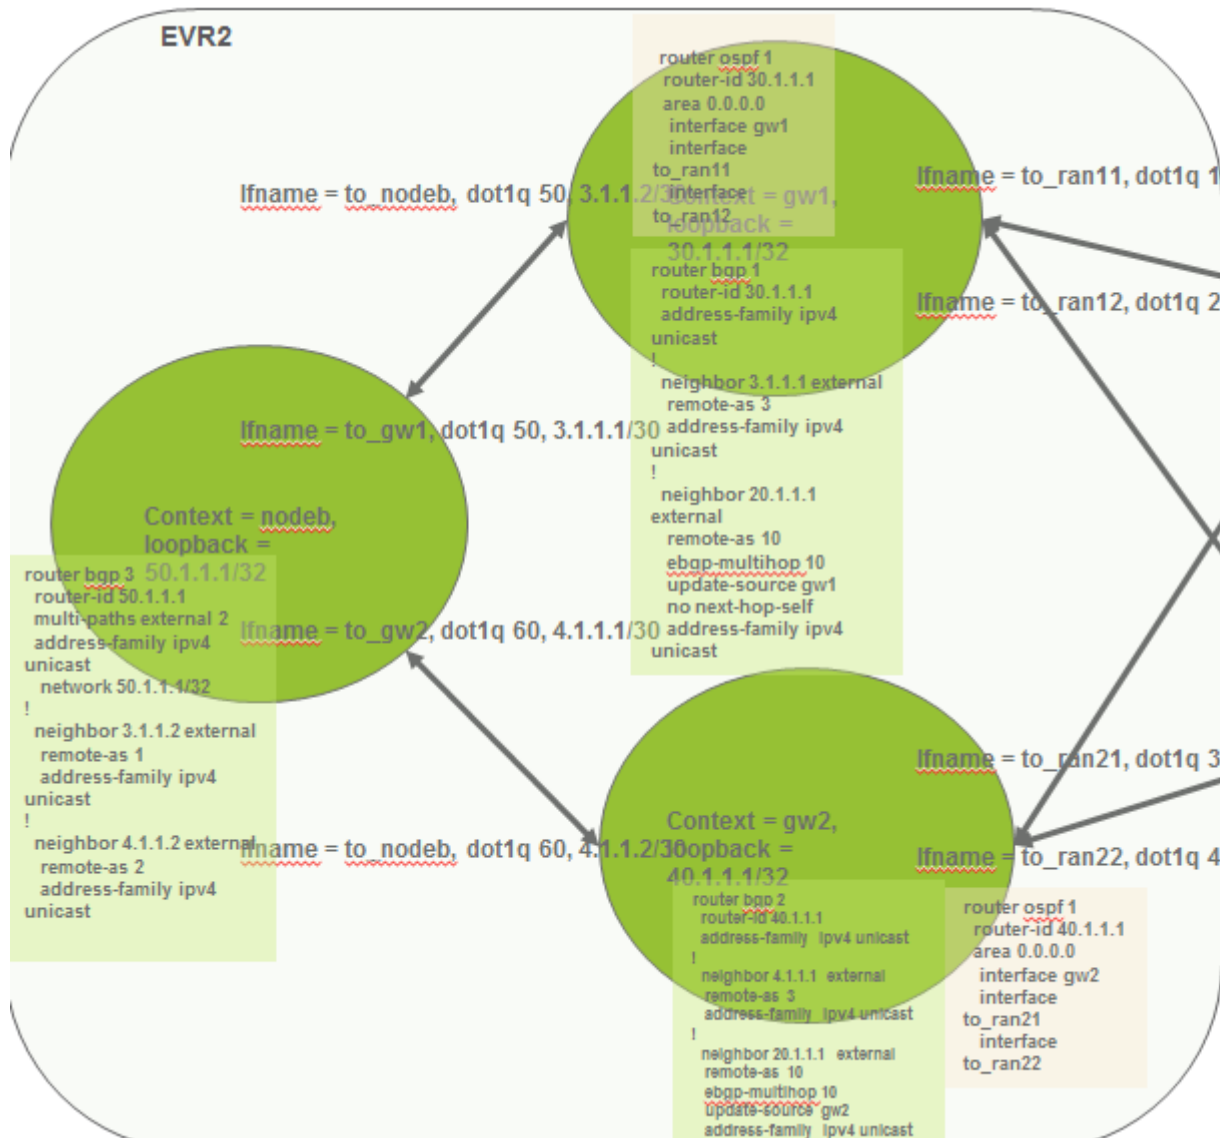 EVR2
router ospf 1
router-id 30.1.1.1
area 0.0.0.0
interface gw1
interface
to_ran11
interface
to_ran12
Ifname = to_nodeb, dot1q 50, 3.1.1.2/30
Context = gw1,
loopback =
30.1.1.1/32
Ifname = to_ran11, dot1q 1
Ifname = to_ran12, dot1q 2
router bgp 1
router-id 30.1.1.1
address-family ipv4
unicast
!
neighbor 3.1.1.1 external
remote-as 3
address-family ipv4
unicast
!
neighbor 20.1.1.1
external
remote-as 10
ebgp-multihop 10
update-source gw1
no next-hop-self
address-family ipv4
unicast
Ifname = to_gw1, dot1q 50, 3.1.1.1/30
Context = nodeb,
loopback =
50.1.1.1/32
router bgp 3
router-id 50.1.1.1
multi-paths external 2
address-family ipv4
unicast
network 50.1.1.1/32
!
neighbor 3.1.1.2 external
remote-as 1
address-family ipv4
unicast
!
neighbor 4.1.1.2 external
remote-as 2
address-family ipv4
unicast
Ifname = to_gw2, dot1q 60, 4.1.1.1/30
Ifname = to_nodeb, dot1q 60, 4.1.1.2/30
Context = gw2,
loopback =
40.1.1.1/32
Ifname = to_ran21, dot1q 3
Ifname = to_ran22, dot1q 4
router bgp 2
router-id 40.1.1.1
address-family ipv4 unicast
!
neighbor 4.1.1.1 external
remote-as 3
address-family ipv4 unicast
!
neighbor 20.1.1.1 external
remote-as 10
ebgp-multihop 10
update-source gw2
address-family ipv4 unicast
router ospf 1
router-id 40.1.1.1
area 0.0.0.0
interface gw2
interface
to_ran21
interface
to_ran22